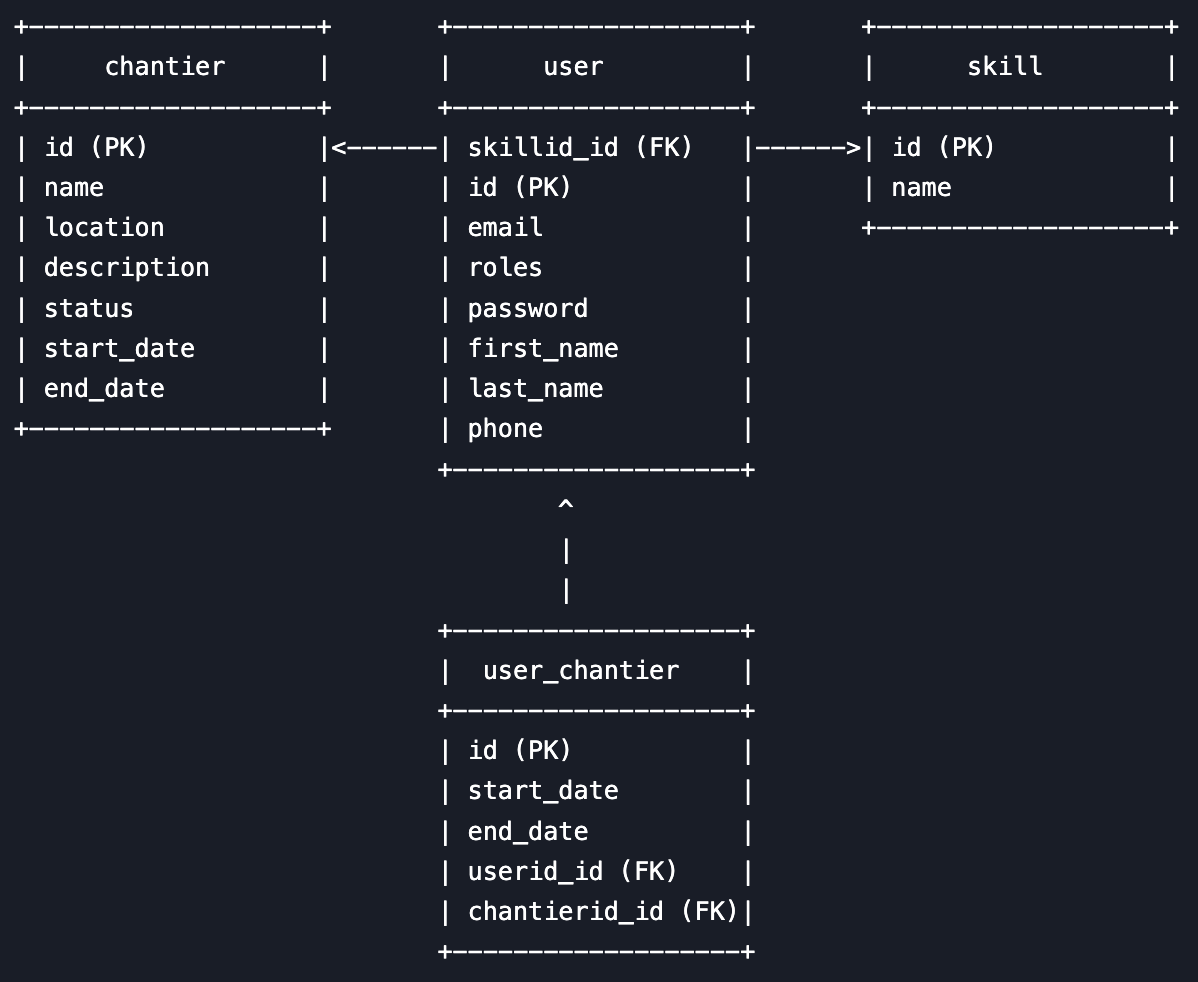 +-------------------+       +-------------------+       +-------------------+
|     chantier      |       |      user         |       |      skill        |
+-------------------+       +-------------------+       +-------------------+
| id (PK)           |<------| skillid_id (FK)   |------>| id (PK)           |
| name              |       | id (PK)           |       | name              |
| location          |       | email             |       +-------------------+
| description       |       | roles             |
| status            |       | password          |
| start_date        |       | first_name        |
| end_date          |       | last_name         |
+-------------------+       | phone             |
                            +-------------------+
                                    ^
                                    |
                                    |
                            +-------------------+
                            |  user_chantier    |
                            +-------------------+
                            | id (PK)           |
                            | start_date        |
                            | end_date          |
                            | userid_id (FK)    |
                            | chantierid_id (FK)|
                            +-------------------+